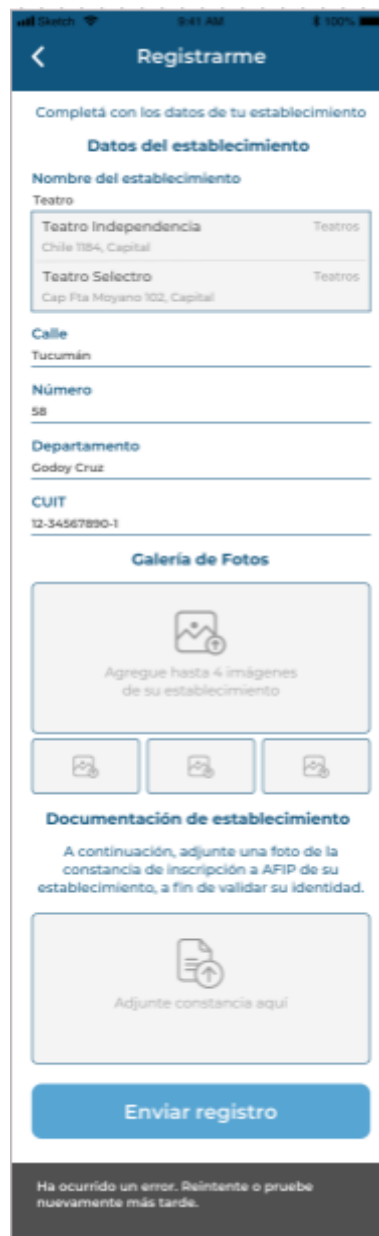 Sketch 9:41 AM 100%
Registrarme
Completá con los datos de tu establecimiento
Datos del establecimiento
Nombre del establecimiento
Teatro
Teatro Independencia Teatros
Chile 1184, Capital
Teatro Selectro Teatros
Cap Fta Moyano 102, Capital
Calle
Tucumán
Número
58
Departamento
Godoy Cruz
CUIT
12-34567890-1
Galería de Fotos
Agregue hasta 4 imágenes
de su establecimiento
Documentación de establecimiento
A continuación, adjunte una foto de la
constancia de inscripción a AFIP de su
establecimiento, a fin de validar su identidad.
Adjunte constancia aquí
Enviar registro
Ha ocurrido un error. Reintente o pruebe
nuevamente más tarde.